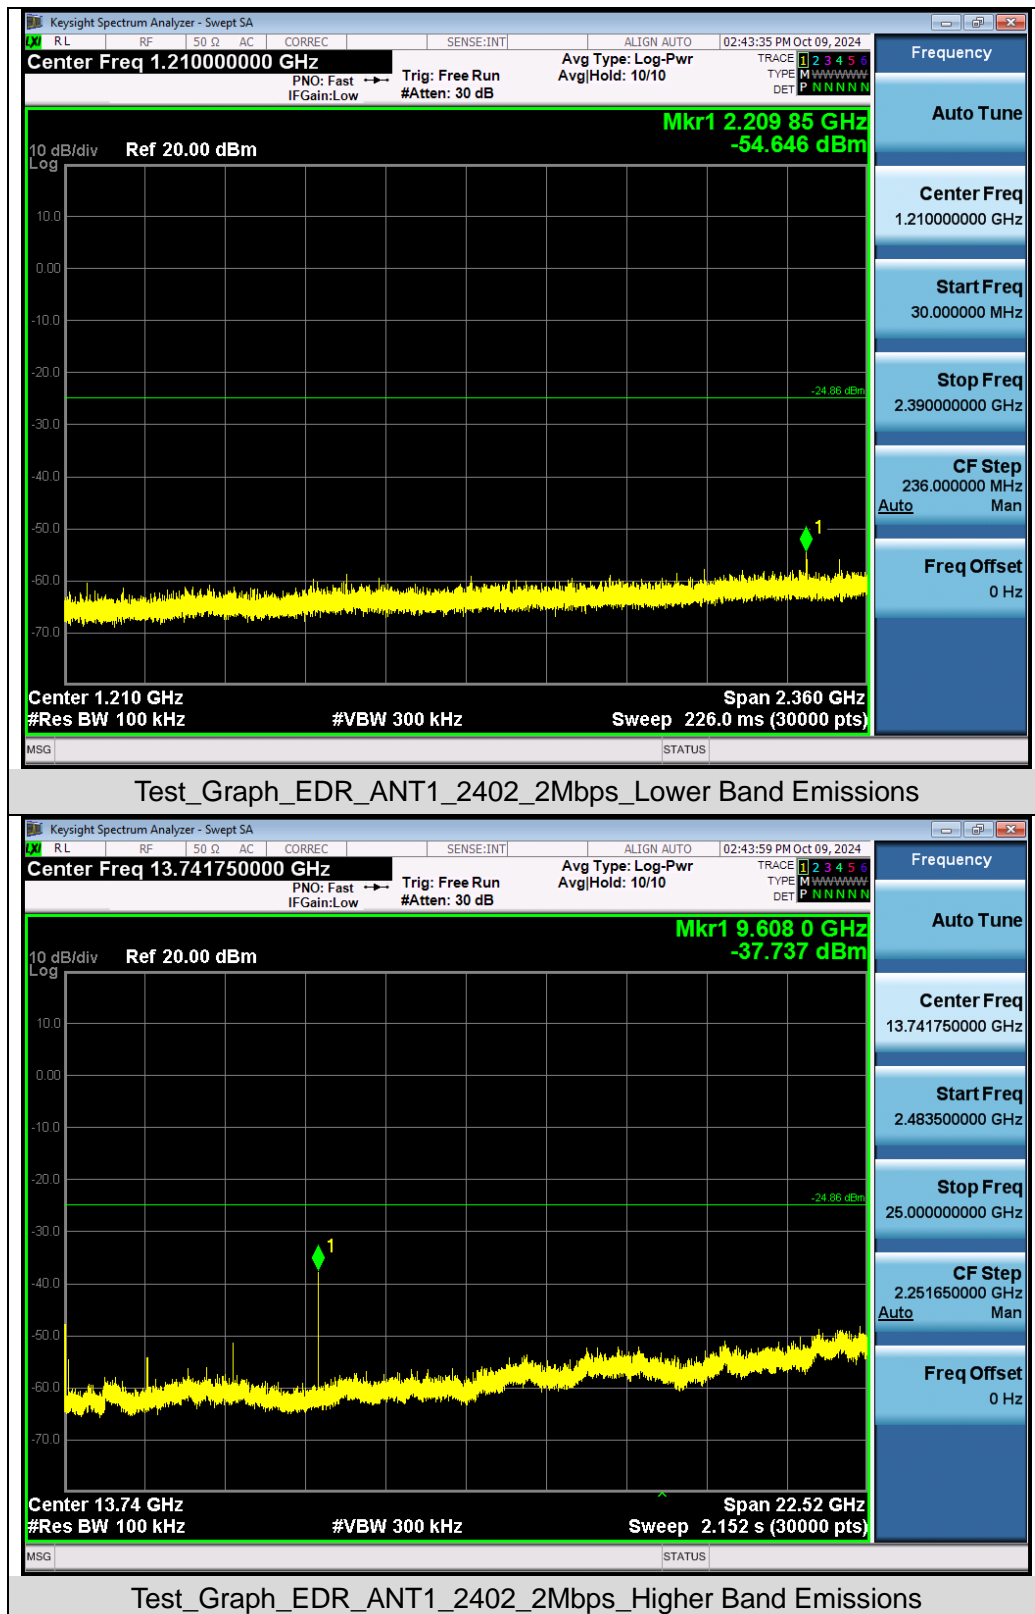 Keysight Spectrum Analyzer - Swept SA
LXI RL RF 50 Ω AC CORREC SENSE:INT ALIGN AUTO 02:43:35 PM Oct 09, 2024
Center Freq 1.210000000 GHz
PNO: Fast
IFGain:Low
Trig: Free Run
#Atten: 30 dB
Avg Type: Log-Pwr
Avg|Hold: 10/10
TRACE 1 2 3 4 5 6
TYPE M WWWWW
DET P N N N N N
Mkr1 2.209 85 GHz
-54.646 dBm
10 dB/div Ref 20.00 dBm
Log
10.0
0.00
-10.0
-20.0
-24.86 dBm
-30.0
-40.0
-50.0
1
-60.0
-70.0
Center 1.210 GHz Span 2.360 GHz
#Res BW 100 kHz #VBW 300 kHz Sweep 226.0 ms (30000 pts)
MSG STATUS
Frequency
Auto Tune
Center Freq
1.210000000 GHz
Start Freq
30.000000 MHz
Stop Freq
2.390000000 GHz
CF Step
236.000000 MHz
Auto Man
Freq Offset
0 Hz
Test_Graph_EDR_ANT1_2402_2Mbps_Lower Band Emissions
Keysight Spectrum Analyzer - Swept SA
LXI RL RF 50 Ω AC CORREC SENSE:INT ALIGN AUTO 02:43:59 PM Oct 09, 2024
Center Freq 13.741750000 GHz
PNO: Fast
IFGain:Low
Trig: Free Run
#Atten: 30 dB
Avg Type: Log-Pwr
Avg|Hold: 10/10
TRACE 1 2 3 4 5 6
TYPE M WWWWW
DET P N N N N N
Mkr1 9.608 0 GHz
-37.737 dBm
10 dB/div Ref 20.00 dBm
Log
10.0
0.00
-10.0
-20.0
-24.86 dBm
-30.0
1
-40.0
-50.0
-60.0
-70.0
Center 13.74 GHz Span 22.52 GHz
#Res BW 100 kHz #VBW 300 kHz Sweep 2.152 s (30000 pts)
MSG STATUS
Frequency
Auto Tune
Center Freq
13.741750000 GHz
Start Freq
2.483500000 GHz
Stop Freq
25.000000000 GHz
CF Step
2.251650000 GHz
Auto Man
Freq Offset
0 Hz
Test_Graph_EDR_ANT1_2402_2Mbps_Higher Band Emissions